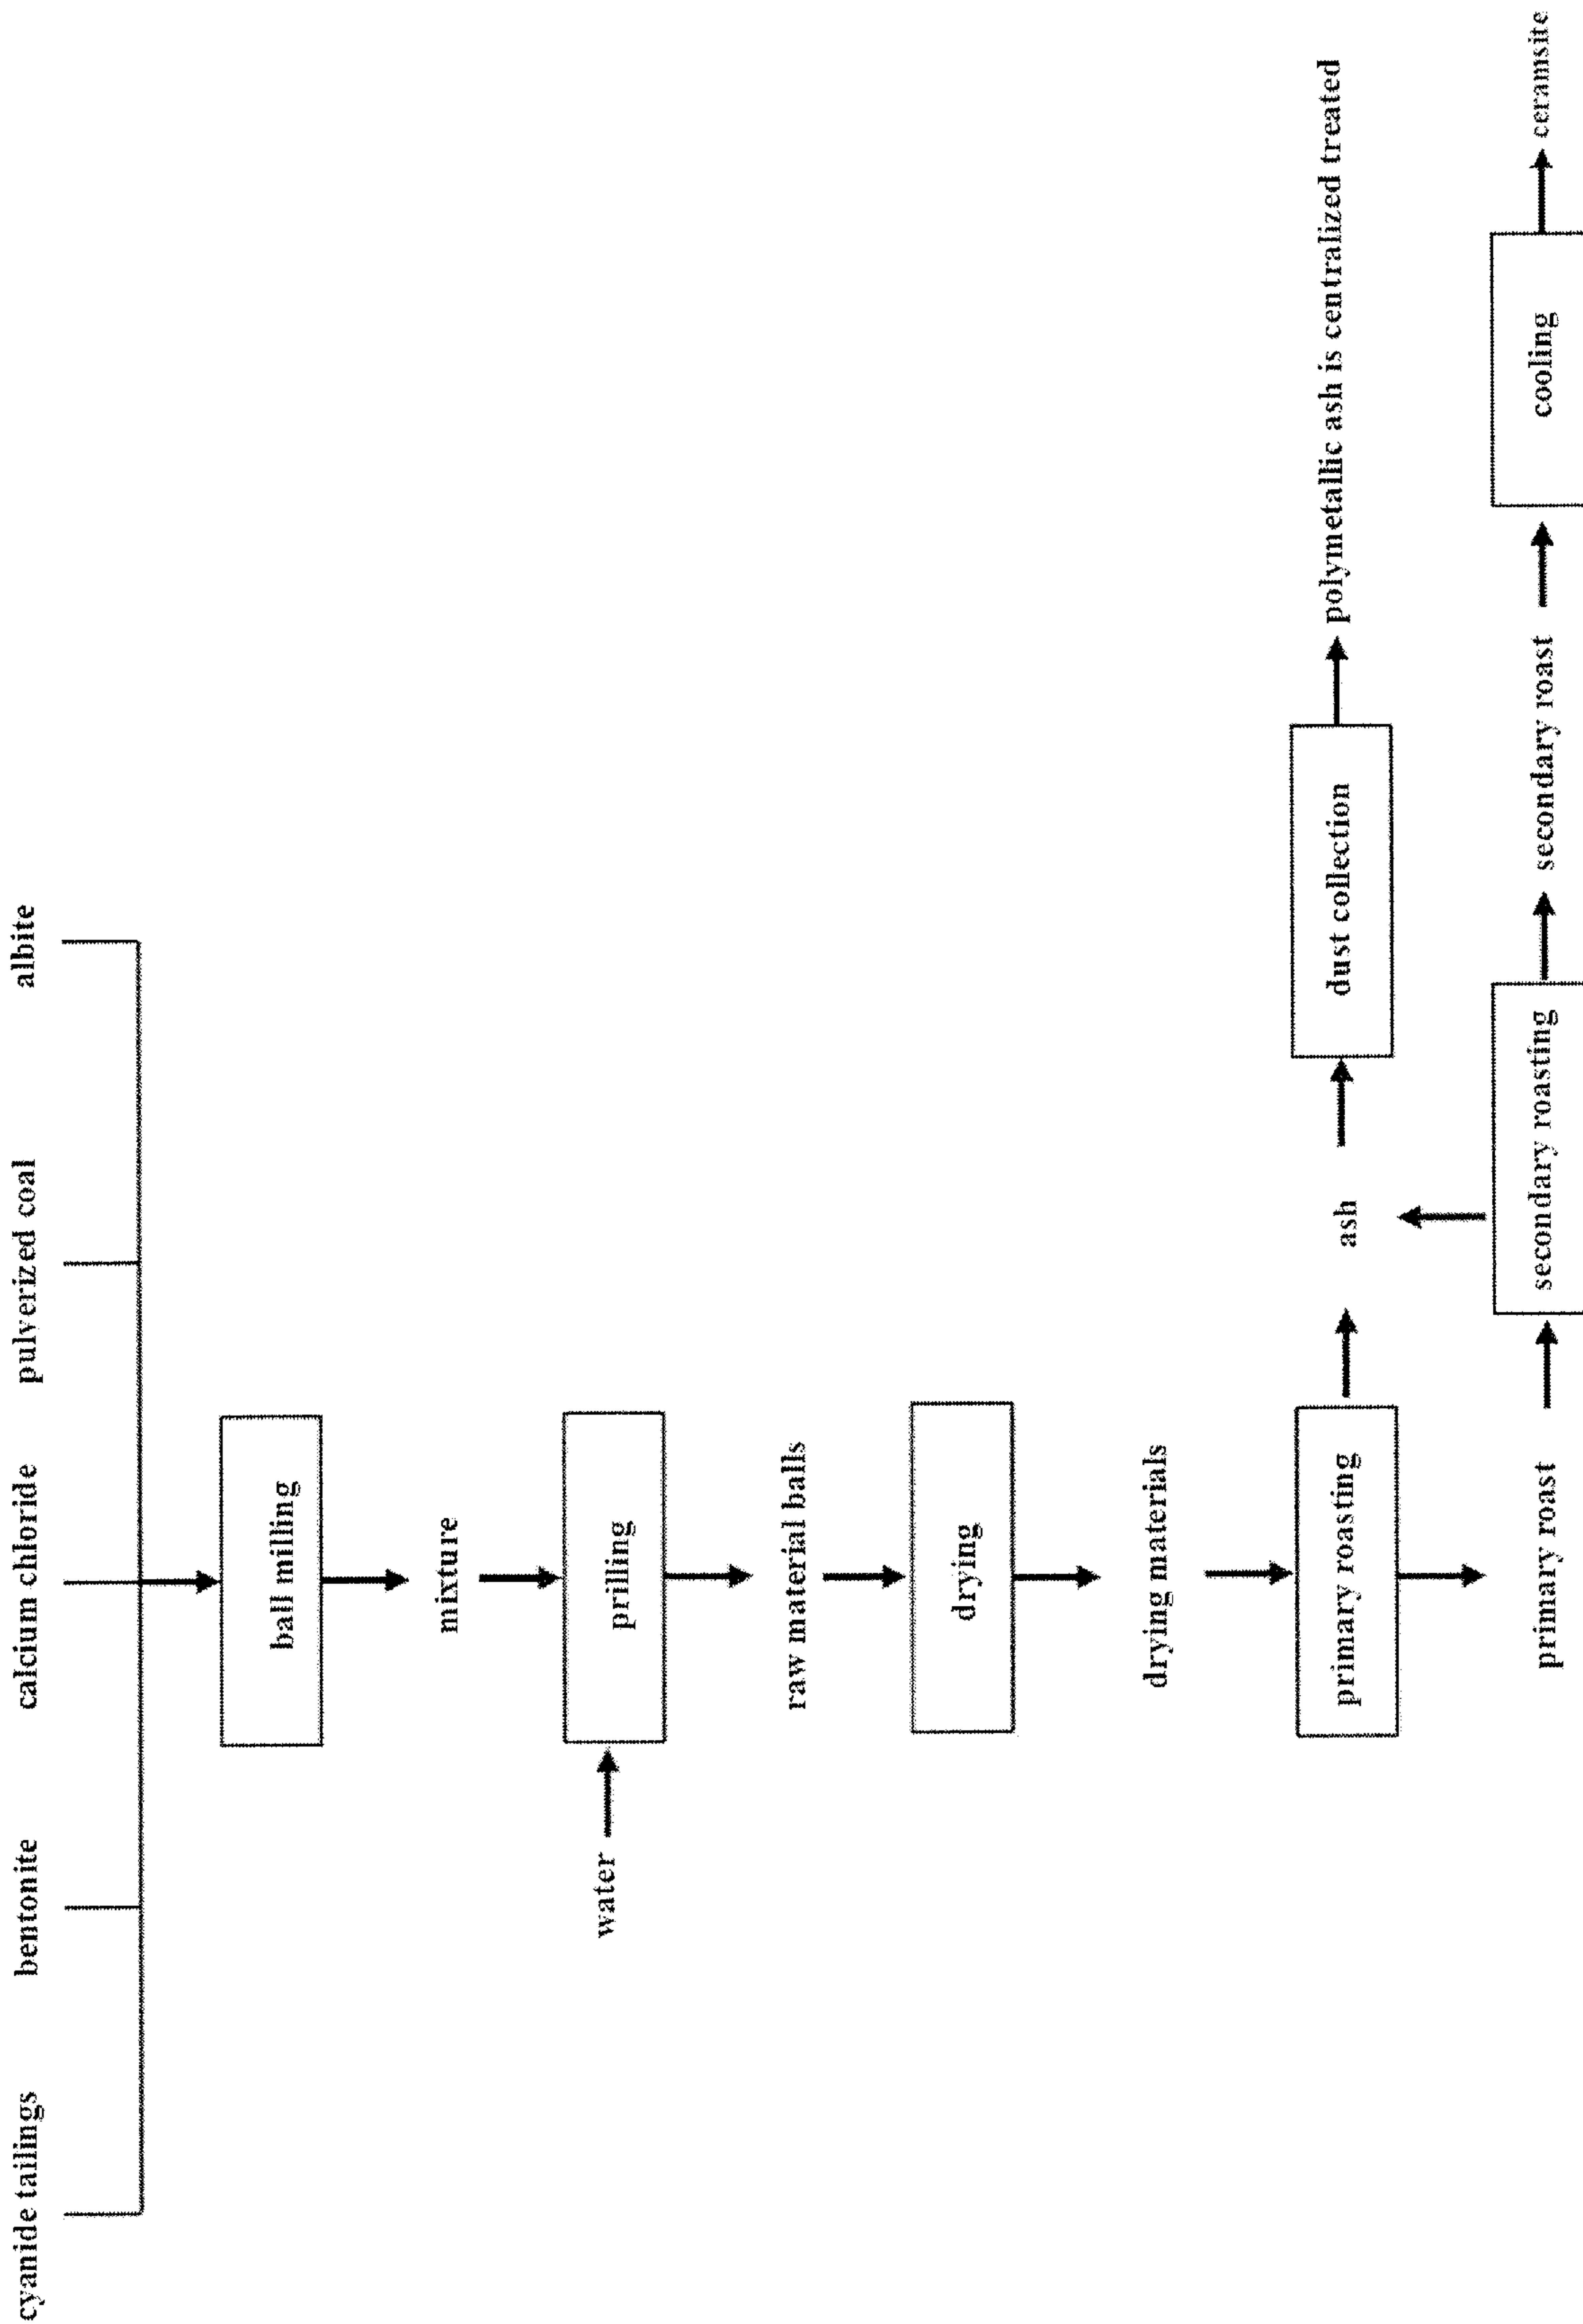 cyanide tailings
bentonite
calcium chloride
pulverized coal
albite
ball milling
mixture
water
prilling
raw material balls
drying
drying materials
primary roasting
ash
dust collection
polymetallic ash is centralized treated
primary roast
secondary roasting
secondary roast
cooling
ceramsite